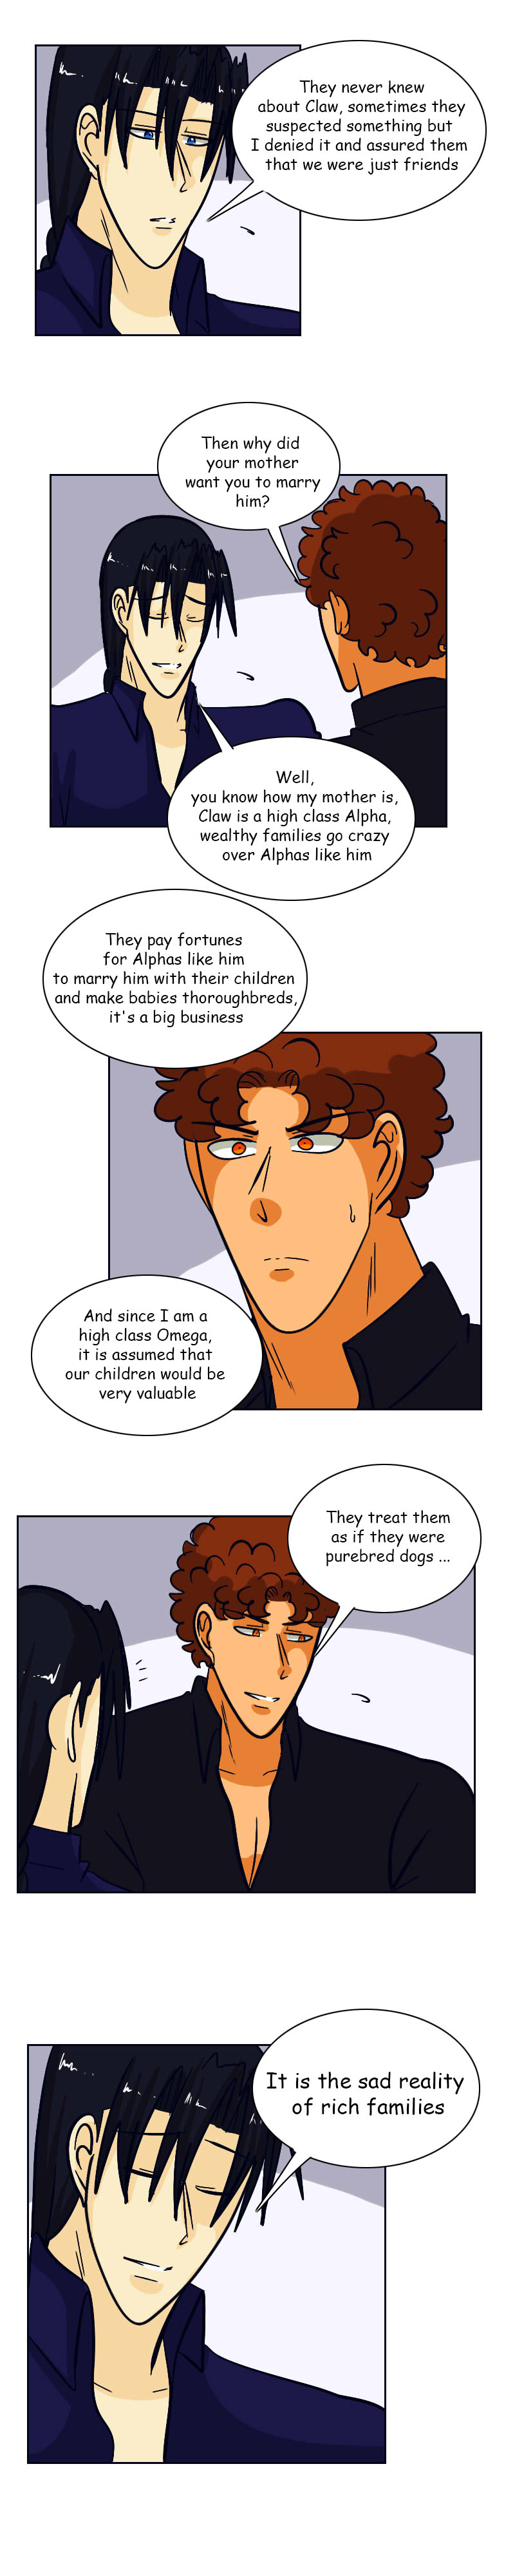 They never knew
about Claw, sometimes they
suspected something but
I denied it and assured them
that we were just friends
Then why did
your mother
want you to marry
him?
Well,
you know how my mother is,
Claw is a high class Alpha,
wealthy families go crazy
over Alphas like him
They pay fortunes
for Alphas like him
to marry him with their children
and make babies thoroughbreds,
it's a big business
And since I am a
high class Omega,
it is assumed that
our children would be
very valuable
They treat them
as if they were
purebred dogs ...
It is the sad reality
of rich families